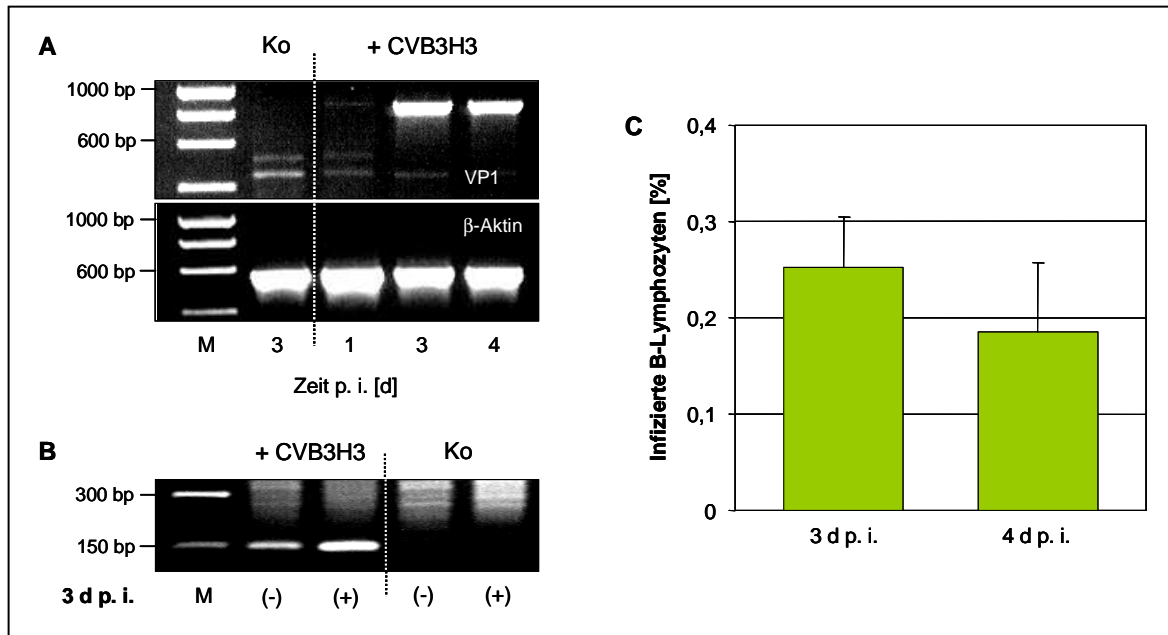 A
Ko + CVB3H3
1000 bp
600 bp
VP1
1000 bp
β-Aktin
600 bp
M 3 1 3 4
Zeit p. i. [d]
B
+ CVB3H3 Ko
300 bp
150 bp
3 d p. i. M (-) (+) (-) (+)
C
Infizierte B-Lymphozyten [%]
0,4
0,3
0,2
0,1
0
3 d p. i. 4 d p. i.